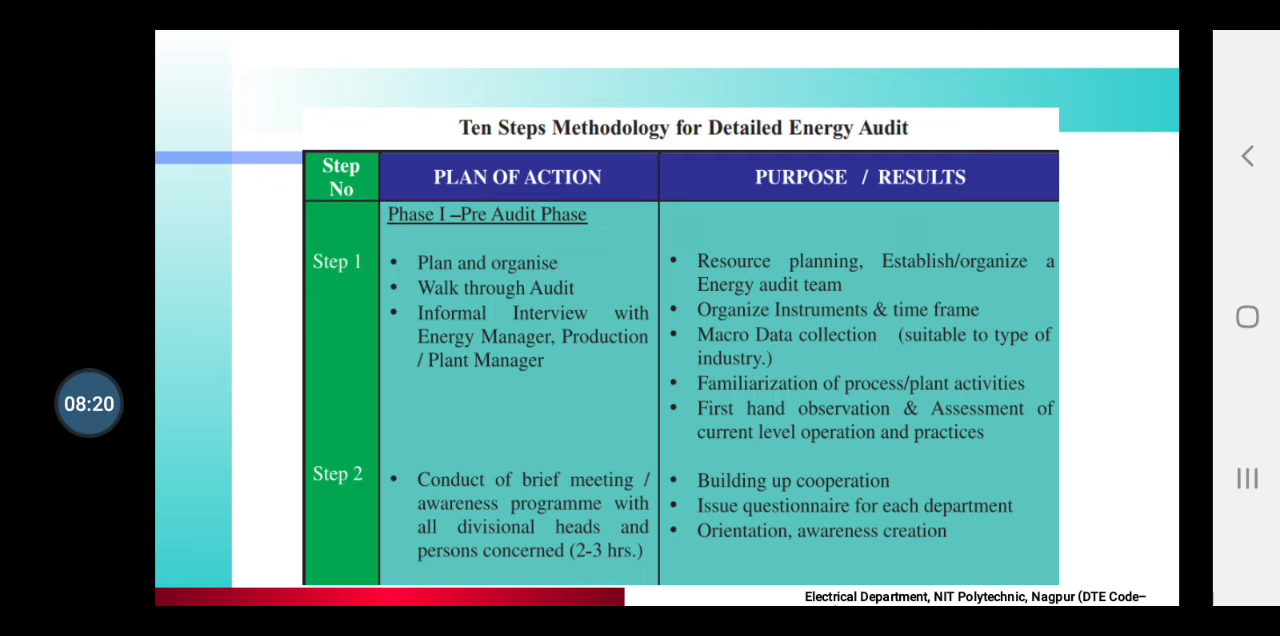 Ten Steps Methodology for Detailed Energy Audit
Step No
PLAN OF ACTION
PURPOSE / RESULTS
Phase I –Pre Audit Phase
Step 1
• Plan and organise
• Walk through Audit
• Informal Interview with
Energy Manager, Production
/ Plant Manager
• Resource planning, Establish/organize a
Energy audit team
• Organize Instruments & time frame
• Macro Data collection (suitable to type of
industry.)
• Familiarization of process/plant activities
• First hand observation & Assessment of
current level operation and practices
Step 2
• Conduct of brief meeting /
awareness programme with
all divisional heads and
persons concerned (2-3 hrs.)
• Building up cooperation
• Issue questionnaire for each department
• Orientation, awareness creation
08:20
Electrical Department, NIT Polytechnic, Nagpur (DTE Code–